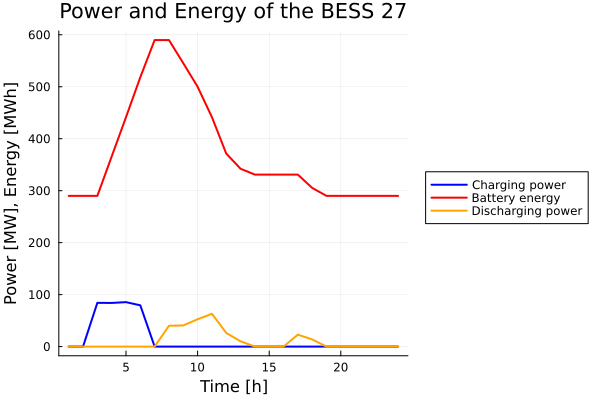 Power and Energy of the BESS 27
Power [MW], Energy [MWh]
600
500
400
300
200
100
0
5
10
15
20
Time [h]
Charging power
Battery energy
Discharging power